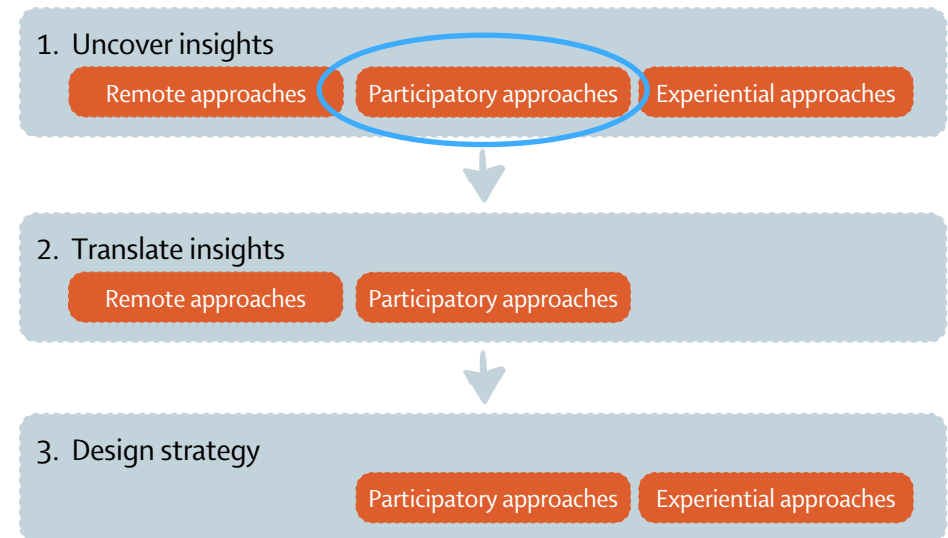 1. Uncover insights
Remote approaches Participatory approaches Experiential approaches
2. Translate insights
Remote approaches Participatory approaches
3. Design strategy
Participatory approaches Experiential approaches